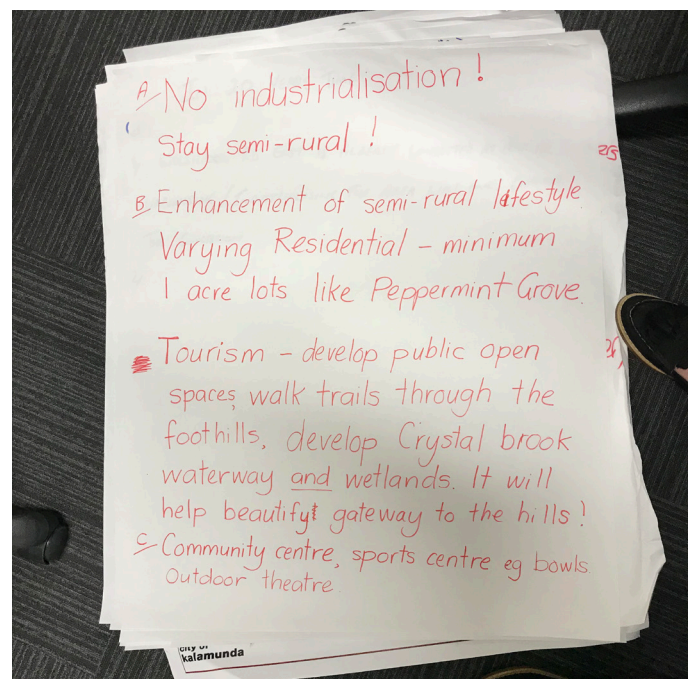 A No industrialisation!
Stay semi-rural!
B Enhancement of semi-rural lifestyle
Varying Residential - minimum
1 acre lots like Peppermint Grove.
Tourism - develop public open
spaces, walk trails through the
foothills, develop Crystal brook
waterway and wetlands. It will
help beautify gateway to the hills!
C Community centre, sports centre eg bowls
Outdoor theatre
city of
kalamunda